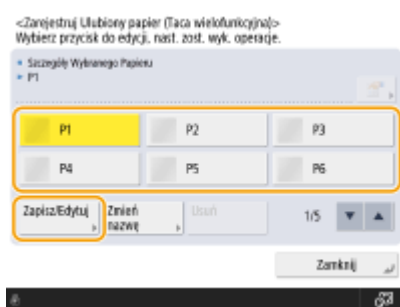 <Zarejestruj Ulubiony papier (Taca wielofunkcyjna)>
Wybierz przycisk do edycji, nast. zost. wyk. operacje.
Szczegóły Wybranego Papieru
P1
P1 P2 P3
P4 P5 P6
Zapisz/Edytuj Zmień nazwę Usuń 1/5
Zamknij